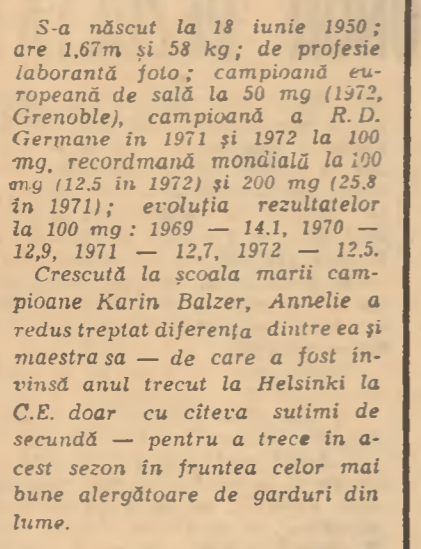 S-a născut la 18 iunie 1950 ;
are 1,67m și 58 kg ; de profesie
laborantă foto ; campioană eu-
ropeană de sală la 50 mg (1972,
Grenoble), campioană a R. D.
Germane în 1971 și 1972 la 100
mg, recordmană mondială la 100
mg (12.5 în 1972) și 200 mg (25.8
în 1971) ; evoluția rezultatelor
la 100 mg : 1969 — 14.1, 1970 —
12,9, 1971 — 12,7, 1972 — 12.5.
Crescută la școala marii cam-
pioane Karin Balzer, Annelie a
redus treptat diferența dintre ea și
maestra sa — de care a fost în-
vinsă anul trecut la Helsinki la
C.E. doar cu cîteva sutimi de
secundă — pentru a trece în a-
cest sezon în fruntea celor mai
bune alergătoare de garduri din
lume.